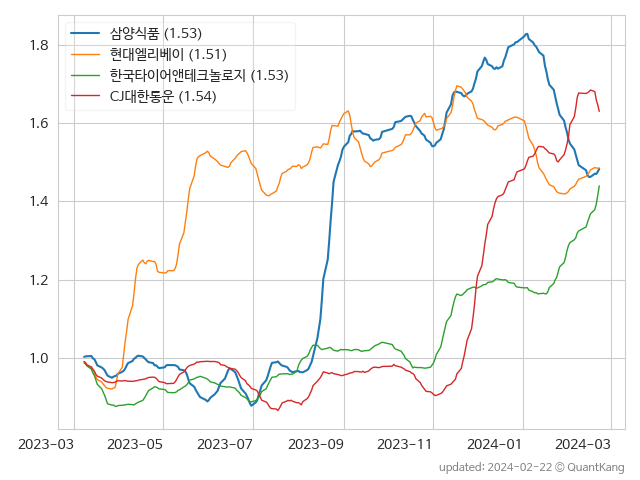 삼양식품 (1.53)
현대엘리베이 (1.51)
한국타이어앤테크놀로지 (1.53)
CJ대한통운 (1.54)
1.8
1.6
1.4
1.2
1.0
2023-03 2023-05 2023-07 2023-09 2023-11 2024-01 2024-03
updated: 2024-02-22 © QuantKang